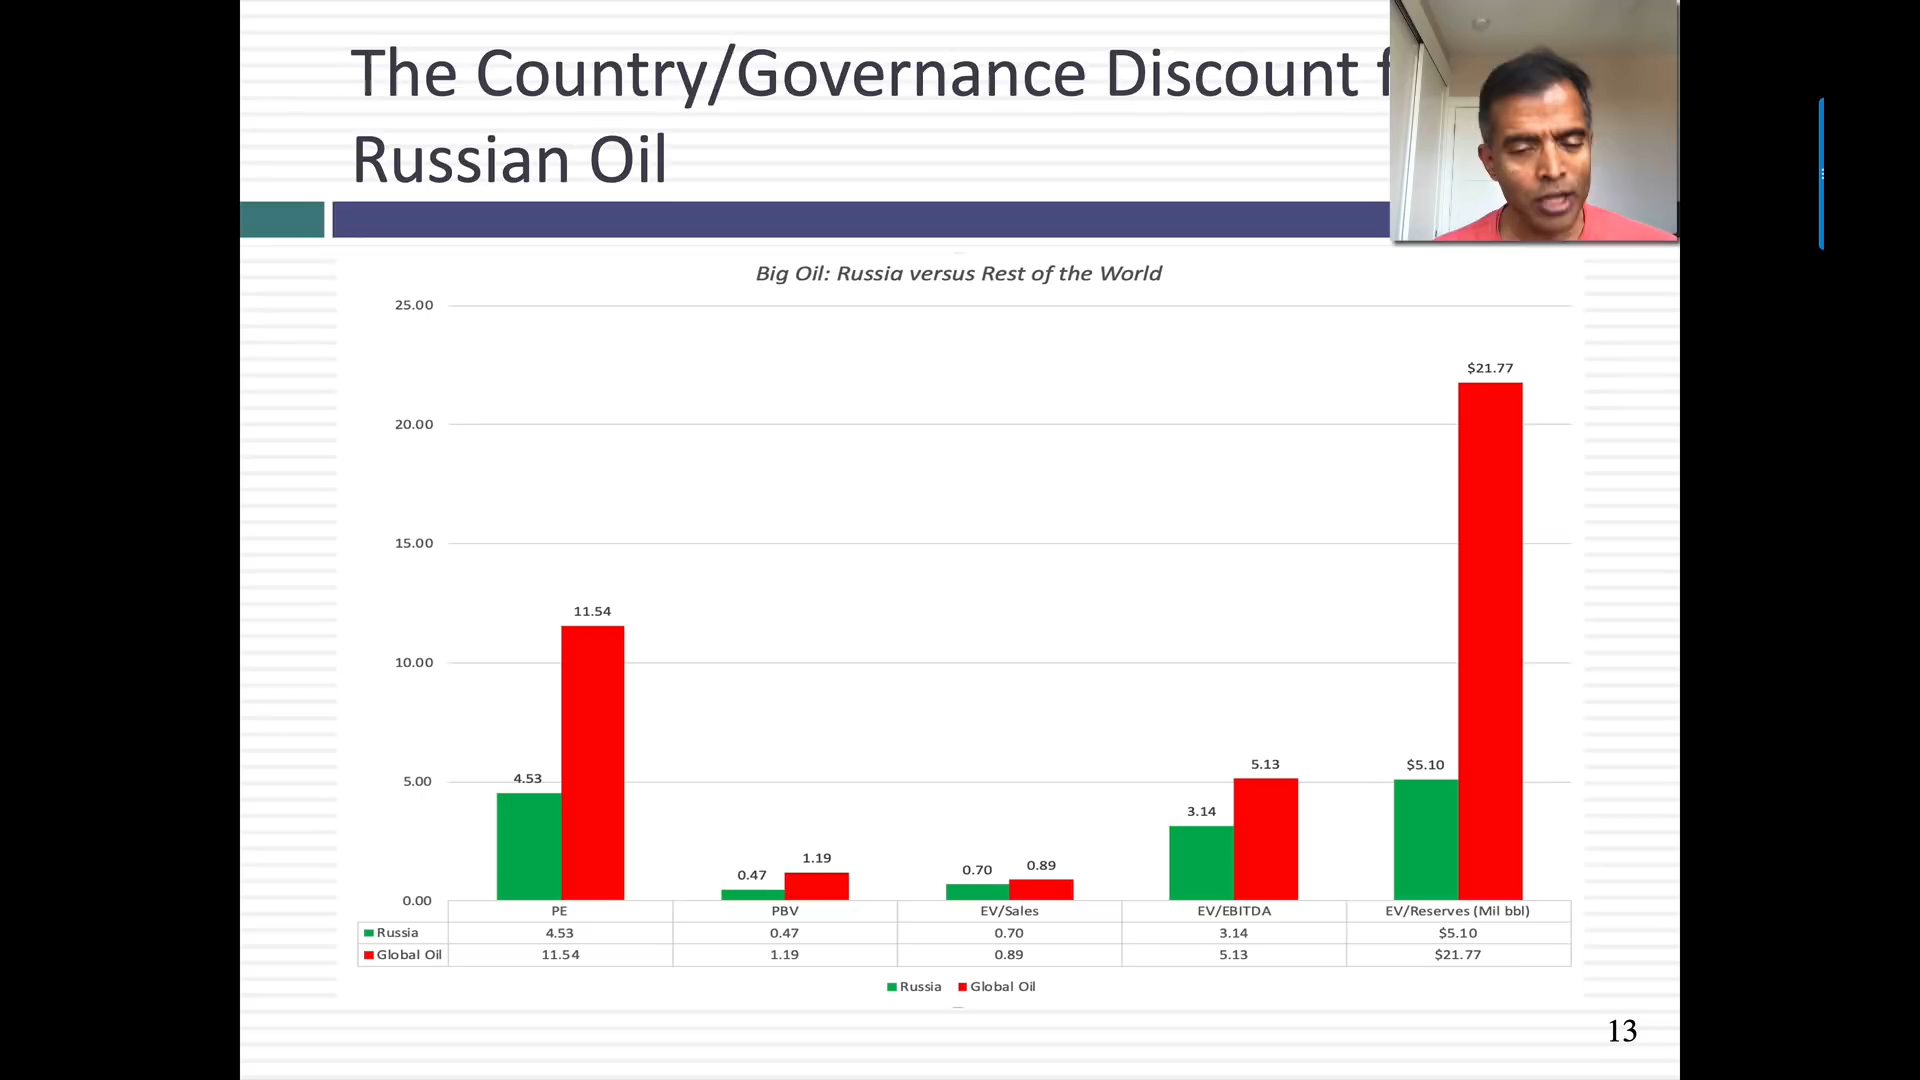 The Country/Governance Discount
Russian Oil
Big Oil: Russia versus Rest of the World
25.00
20.00
15.00
10.00
5.00
0.00
4.53
11.54
0.47
1.19
0.70
0.89
3.14
5.13
$5.10
$21.77
PE PBV EV/Sales EV/EBITDA EV/Reserves (Mil bbl)
Russia 4.53 0.47 0.70 3.14 $5.10
Global Oil 11.54 1.19 0.89 5.13 $21.77
Russia Global Oil
13